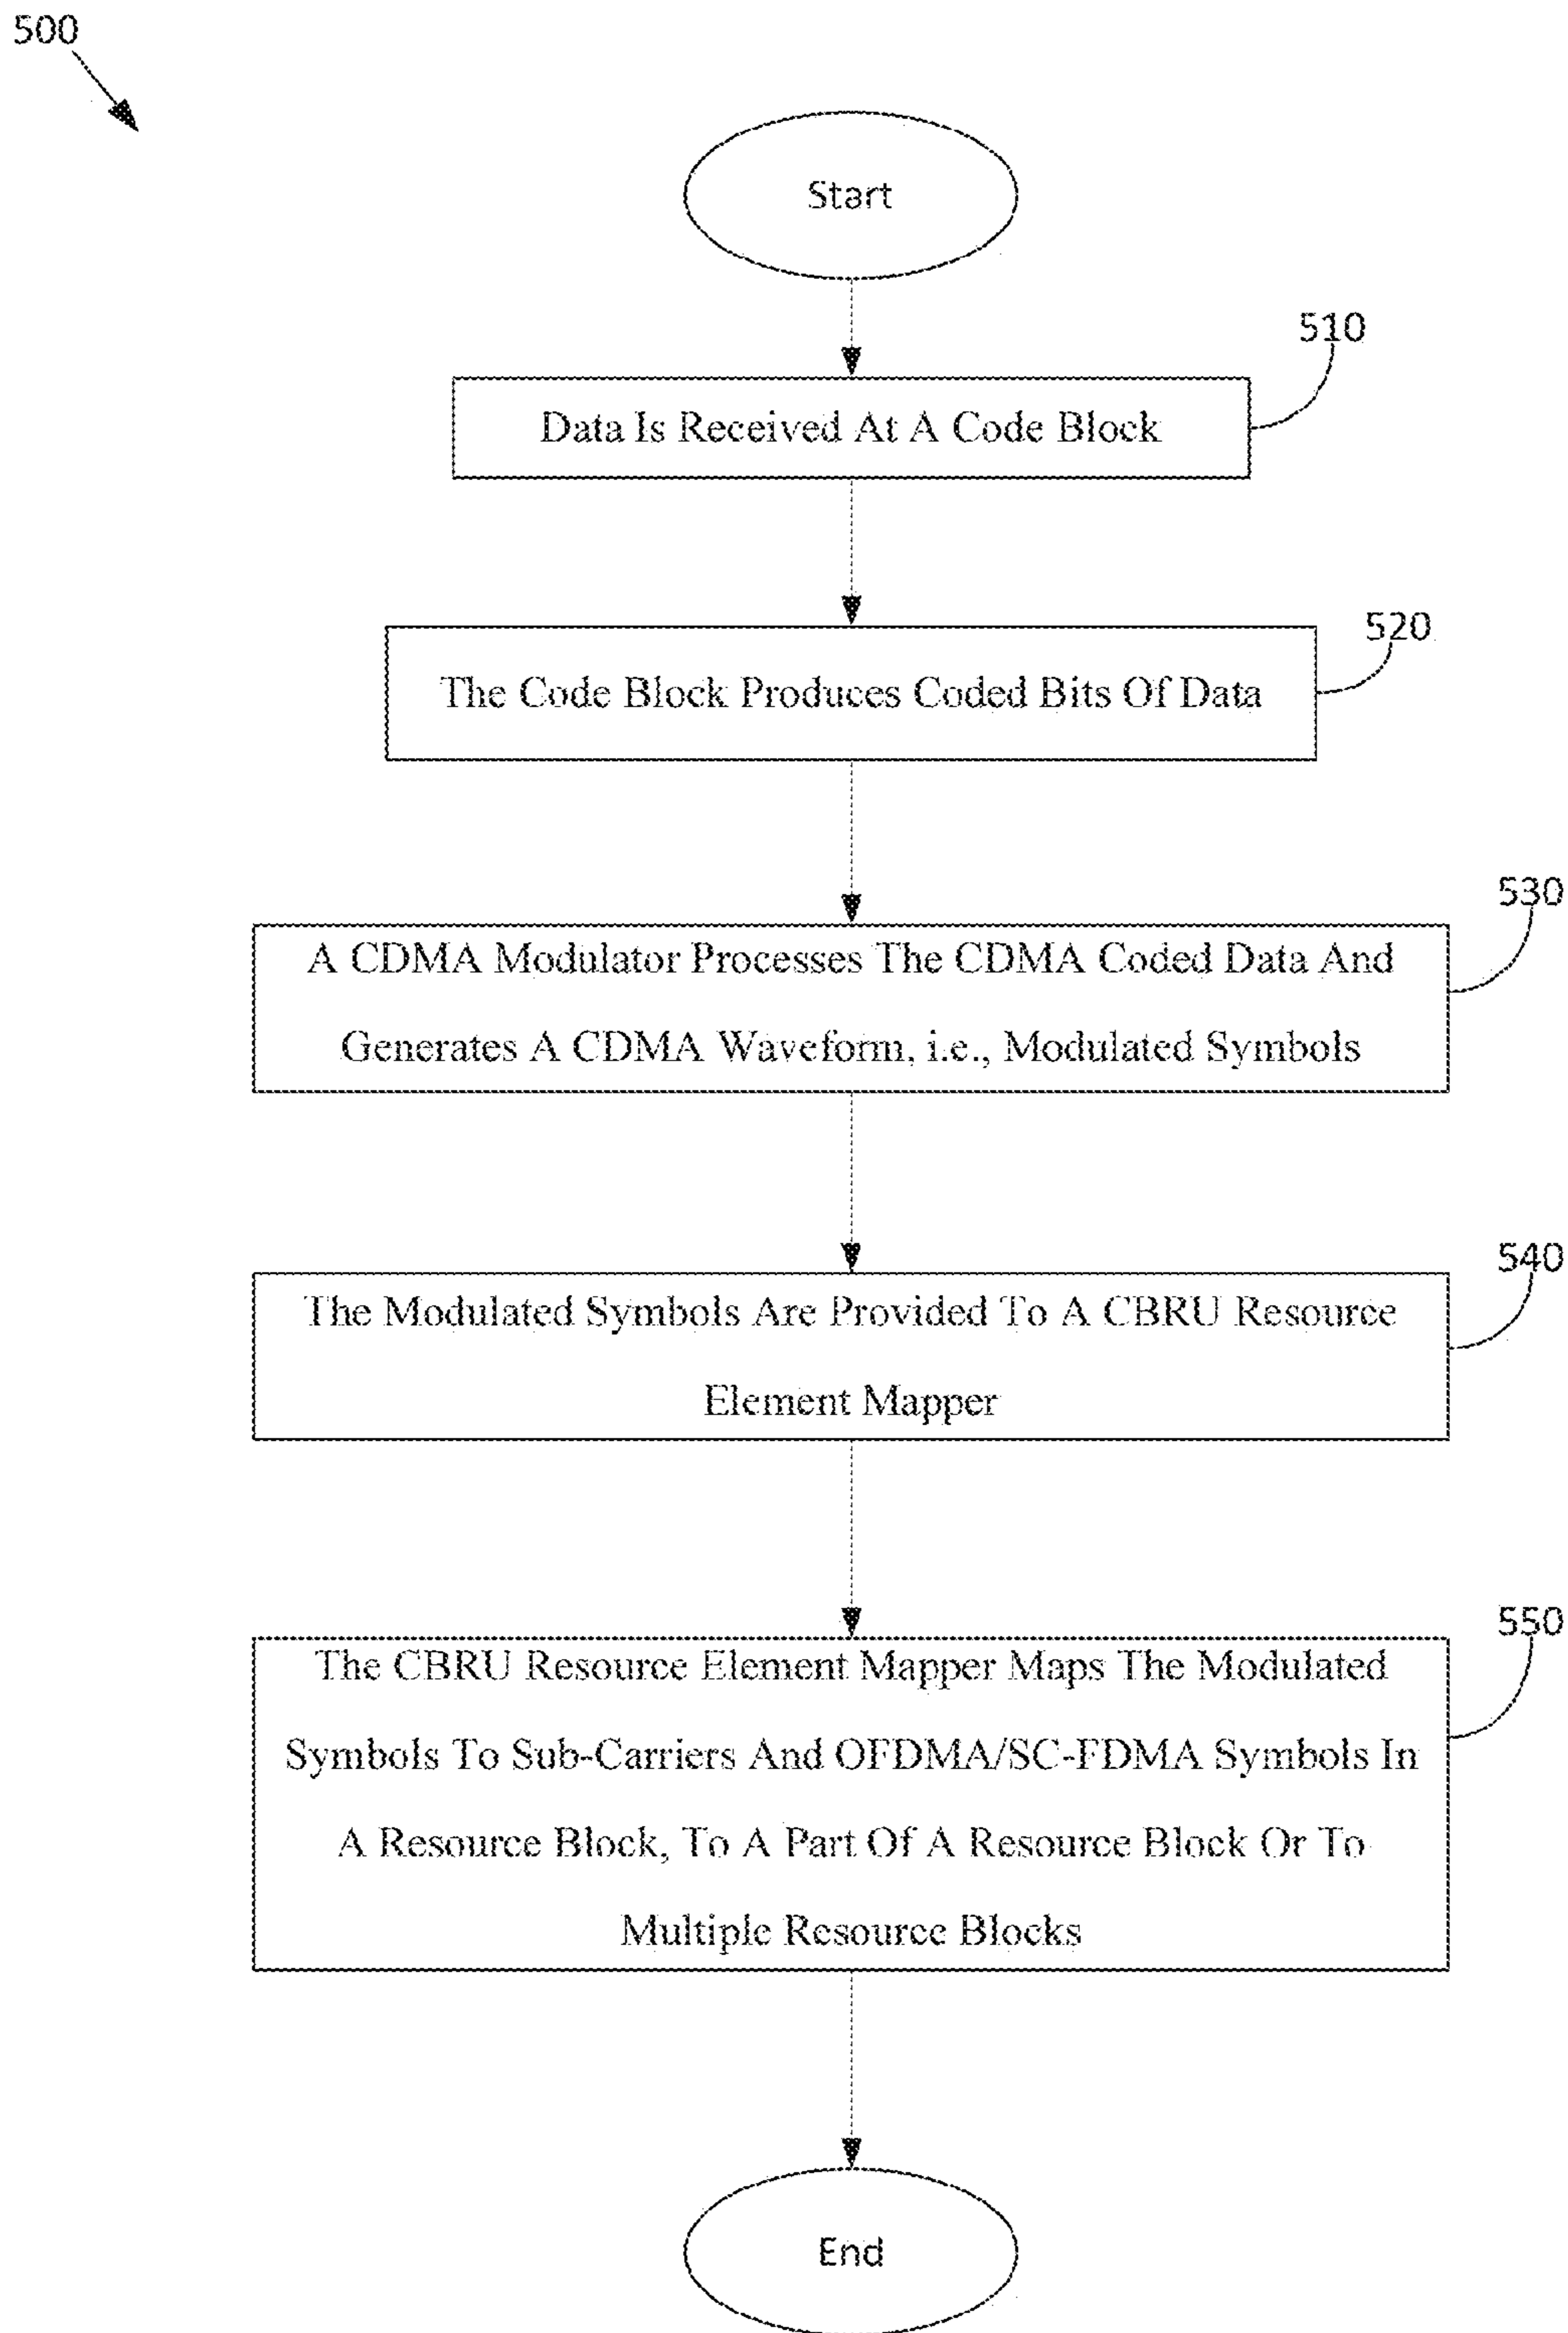 500
Start
510
Data Is Received At A Code Block
520
The Code Block Produces Coded Bits Of Data
530
A CDMA Modulator Processes The CDMA Coded Data And
Generates A CDMA Waveform, i.e., Modulated Symbols
540
The Modulated Symbols Are Provided To A CBRU Resource
Element Mapper
550
The CBRU Resource Element Mapper Maps The Modulated
Symbols To Sub-Carriers And OFDMA/SC-FDMA Symbols In
A Resource Block, To A Part Of A Resource Block Or To
Multiple Resource Blocks
End